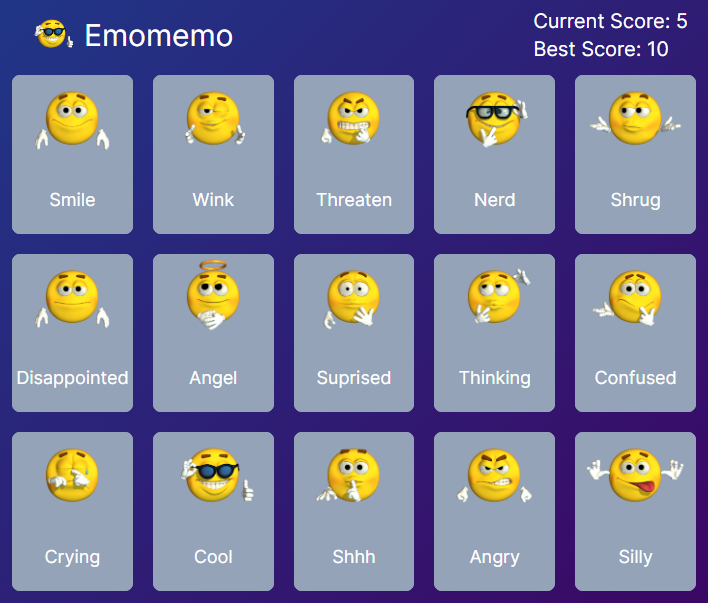 Emomemo
Current Score: 5
Best Score: 10
Smile
Wink
Threaten
Nerd
Shrug
Disappointed
Angel
Suprised
Thinking
Confused
Crying
Cool
Shhh
Angry
Silly